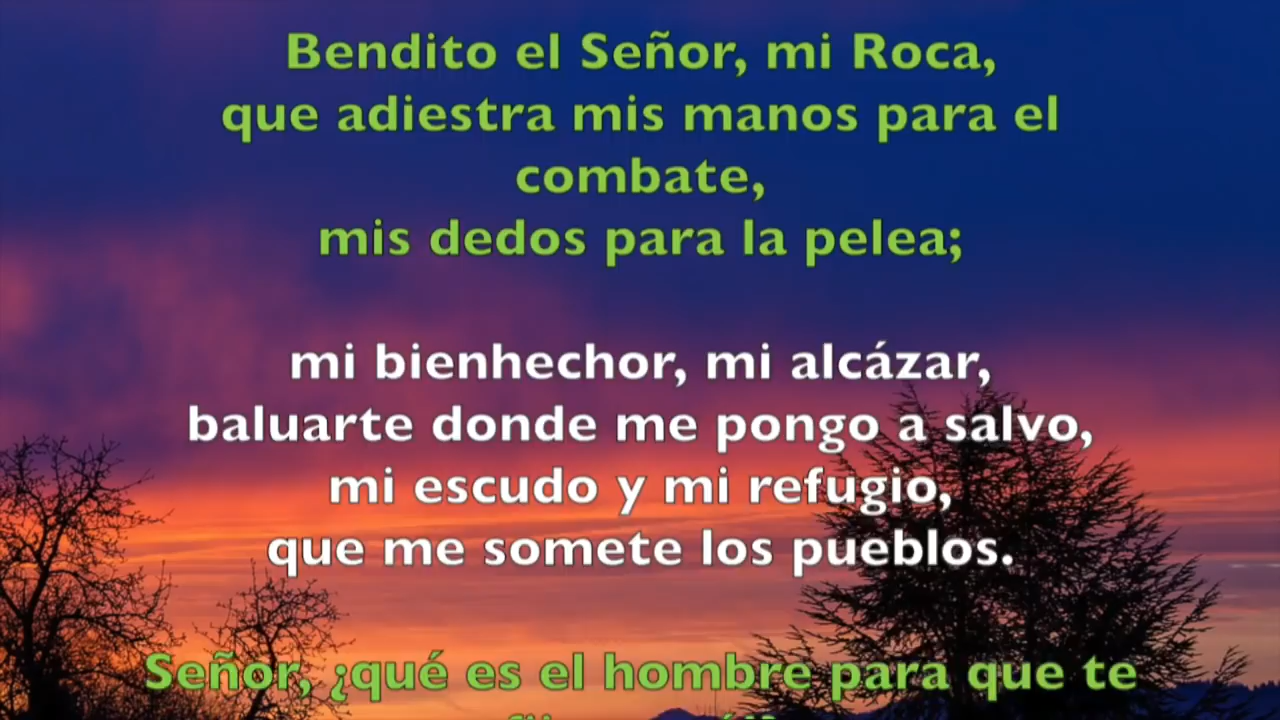 Bendito el Señor, mi Roca,
que adiestra mis manos para el
combate,
mis dedos para la pelea;
mi bienhechor, mi alcázar,
baluarte donde me pongo a salvo,
mi escudo y mi refugio,
que me somete los pueblos.
Señor, ¿qué es el hombre para que te